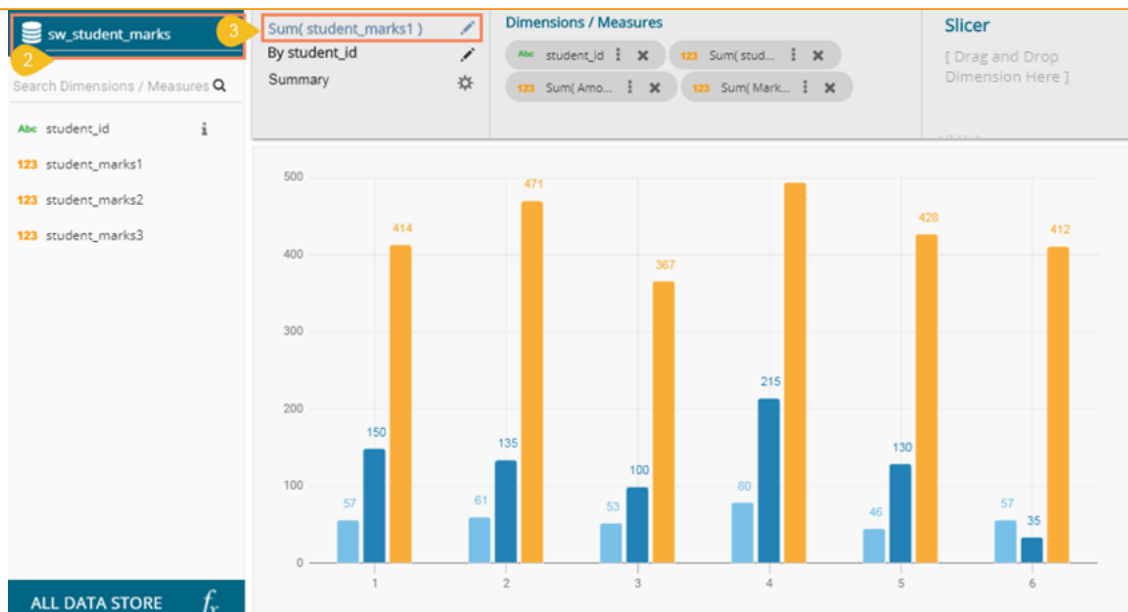 sw_student_marks
2
Search Dimensions / Measures
Abc student_id i
123 student_marks1
123 student_marks2
123 student_marks3
ALL DATA STORE fx
3
Sum( student_marks1 )
By student_id
Summary
Dimensions / Measures
Abc student_id
123 Sum( stud...
123 Sum( Amo...
123 Sum( Mark...
Slicer
[ Drag and Drop
Dimension Here ]
500
400
300
200
100
0
57 150 414
61 135 471
53 100 367
80 215
46 130 428
57 35 412
1 2 3 4 5 6